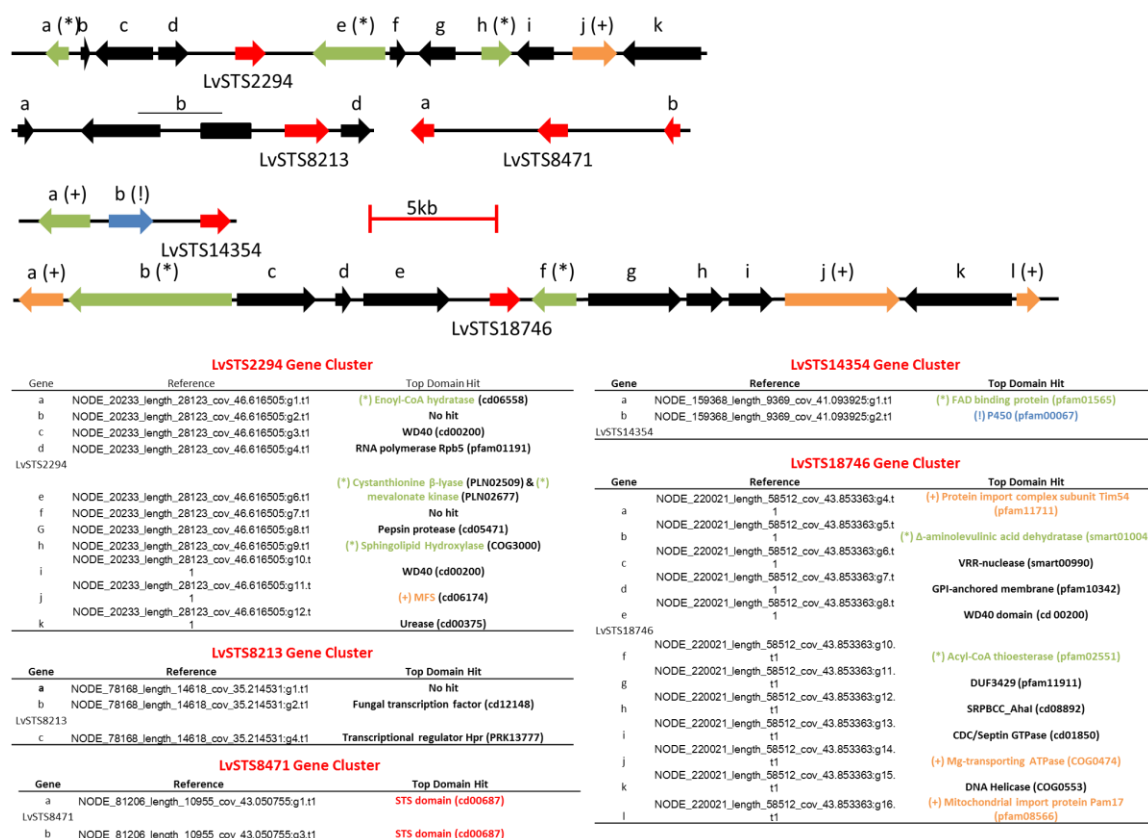 a (*) b c d e (*) f g h (*) i j (+) k
LvSTS2294
a b d a b
LvSTS8213 LvSTS8471
a (+) b (!)
5kb
LvSTS14354
a (+) b (*) c d e f (*) g h i j (+) k l (+)
LvSTS18746
LvSTS2294 Gene Cluster
Gene Reference Top Domain Hit
a NODE_20233_length_28123_cov_46.616505:g1.t1 (*) Enoyl-CoA hydratase (cd06558)
b NODE_20233_length_28123_cov_46.616505:g2.t1 No hit
c NODE_20233_length_28123_cov_46.616505:g3.t1 WD40 (cd00200)
d NODE_20233_length_28123_cov_46.616505:g4.t1 RNA polymerase Rpb5 (pfam01191)
LvSTS2294
(*) Cystanthionine β-lyase (PLN02509) & (*)
e NODE_20233_length_28123_cov_46.616505:g6.t1 mevalonate kinase (PLN02677)
f NODE_20233_length_28123_cov_46.616505:g7.t1 No hit
G NODE_20233_length_28123_cov_46.616505:g8.t1 Pepsin protease (cd05471)
h NODE_20233_length_28123_cov_46.616505:g9.t1 (*) Sphingolipid Hydroxylase (COG3000)
NODE_20233_length_28123_cov_46.616505:g10.t
i 1 WD40 (cd00200)
NODE_20233_length_28123_cov_46.616505:g11.t
j 1 (+) MFS (cd06174)
NODE_20233_length_28123_cov_46.616505:g12.t
k 1 Urease (cd00375)
LvSTS8213 Gene Cluster
Gene Reference Top Domain Hit
a NODE_78168_length_14618_cov_35.214531:g1.t1 No hit
b NODE_78168_length_14618_cov_35.214531:g2.t1 Fungal transcription factor (cd12148)
LvSTS8213
c NODE_78168_length_14618_cov_35.214531:g4.t1 Transcriptional regulator Hpr (PRK13777)
LvSTS8471 Gene Cluster
Gene Reference Top Domain Hit
a NODE_81206_length_10955_cov_43.050755:g1.t1 STS domain (cd00687)
LvSTS8471
b NODE_81206_length_10955_cov_43.050755:g3.t1 STS domain (cd00687)
LvSTS14354 Gene Cluster
Gene Reference Top Domain Hit
a NODE_159368_length_9369_cov_41.093925:g1.t1 (*) FAD binding protein (pfam01565)
b NODE_159368_length_9369_cov_41.093925:g2.t1 (!) P450 (pfam00067)
LvSTS14354
LvSTS18746 Gene Cluster
Gene Reference Top Domain Hit
NODE_220021_length_58512_cov_43.853363:g4.t (+) Protein import complex subunit Tim54
a 1 (pfam11711)
NODE_220021_length_58512_cov_43.853363:g5.t
b 1 (*) Δ-aminolevulinic acid dehydratase (smart01004
NODE_220021_length_58512_cov_43.853363:g6.t
c 1 VRR-nuclease (smart00990)
NODE_220021_length_58512_cov_43.853363:g7.t
d 1 GPI-anchored membrane (pfam10342)
NODE_220021_length_58512_cov_43.853363:g8.t
e 1 WD40 domain (cd 00200)
LvSTS18746
NODE_220021_length_58512_cov_43.853363:g10.
f t1 (*) Acyl-CoA thioesterase (pfam02551)
NODE_220021_length_58512_cov_43.853363:g11.
g t1 DUF3429 (pfam11911)
NODE_220021_length_58512_cov_43.853363:g12.
h t1 SRPBCC_AhaI (cd08892)
NODE_220021_length_58512_cov_43.853363:g13.
i t1 CDC/Septin GTPase (cd01850)
NODE_220021_length_58512_cov_43.853363:g14.
j t1 (+) Mg-transporting ATPase (COG0474)
NODE_220021_length_58512_cov_43.853363:g15.
k t1 DNA Helicase (COG0553)
NODE_220021_length_58512_cov_43.853363:g16. (+) Mitochondrial import protein Pam17
l t1 (pfam08566)